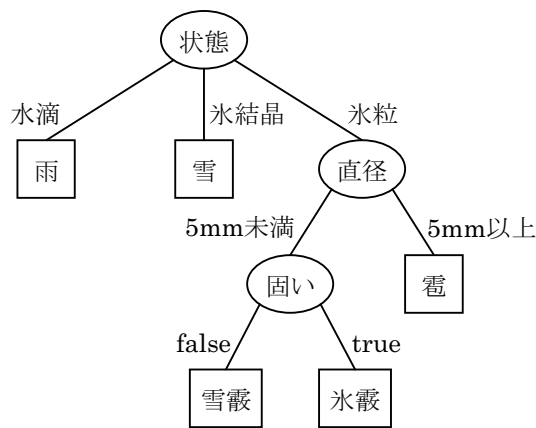 状態
水滴
氷結晶
氷粒
雨
雪
直径
5mm未満
5mm以上
固い
雹
false
true
雪霰
氷霰